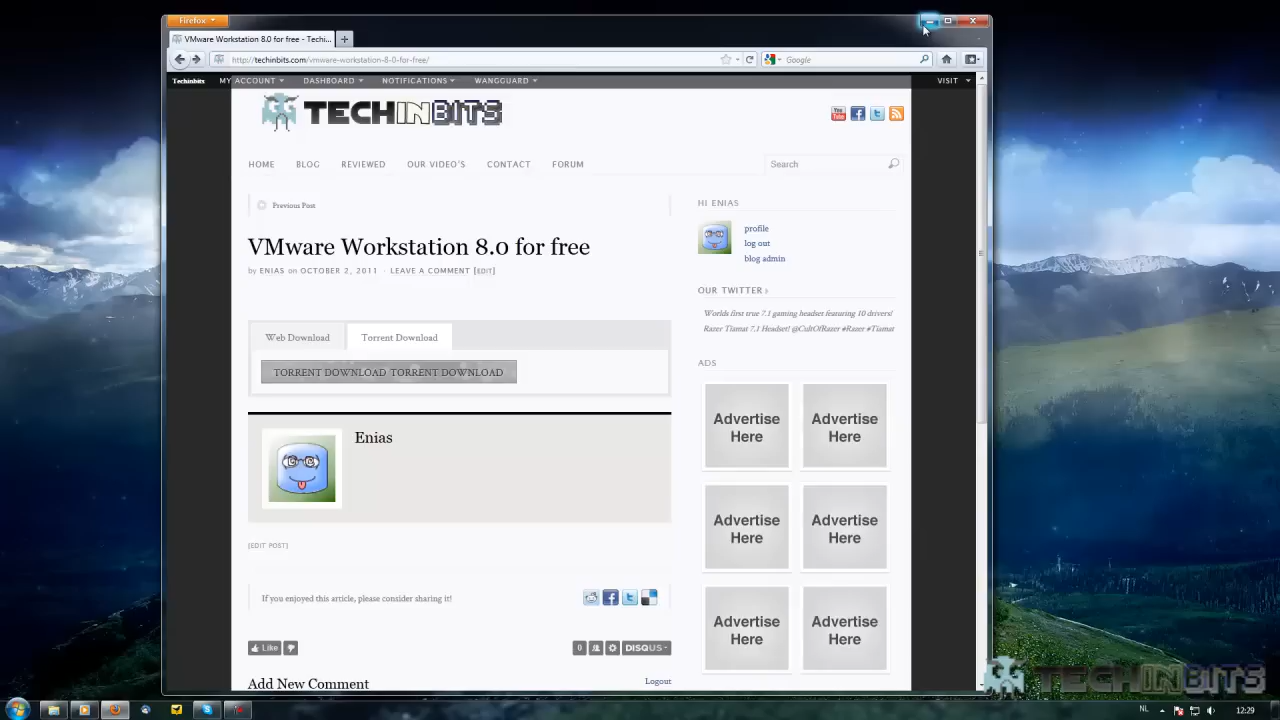 Firefox
VMware Workstation 8.0 for free - Techi...
http://techinbits.com/vmware-workstation-8-0-for-free/
Google
Techinbits
MY ACCOUNT
DASHBOARD
NOTIFICATIONS
WANGGUARD
VISIT
TECHINBITS
HOME
BLOG
REVIEWED
OUR VIDEO'S
CONTACT
FORUM
Search
Previous Post
VMware Workstation 8.0 for free
by ENIAS on OCTOBER 2, 2011 · LEAVE A COMMENT [EDIT]
Web Download
Torrent Download
TORRENT DOWNLOAD TORRENT DOWNLOAD
Enias
[EDIT POST]
If you enjoyed this article, please consider sharing it!
Like
0
DISQUS
Add New Comment
Logout
HI ENIAS
profile
log out
blog admin
OUR TWITTER
Worlds first true 7.1 gaming headset featuring 10 drivers!
Razer Tiamat 7.1 Headset! @CultOfRazer #Razer #Tiamat
ADS
Advertise Here
Advertise Here
Advertise Here
Advertise Here
Advertise Here
Advertise Here
TECHINBITS
NL
12:29